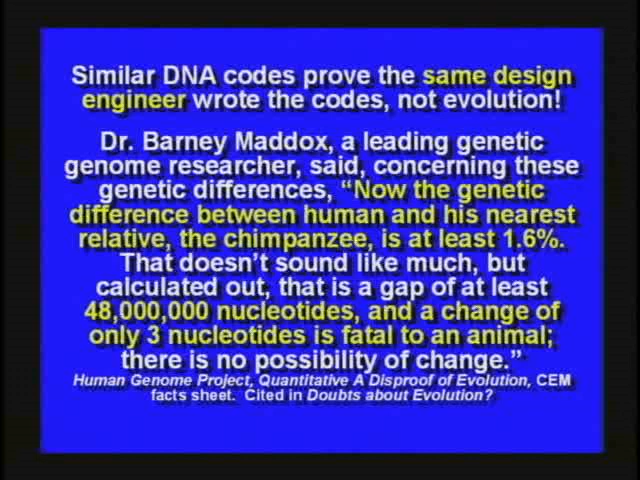 Similar DNA codes prove the same design
engineer wrote the codes, not evolution!
Dr. Barney Maddox, a leading genetic
genome researcher, said, concerning these
genetic differences, “Now the genetic
difference between human and his nearest
relative, the chimpanzee, is at least 1.6%.
That doesn’t sound like much, but
calculated out, that is a gap of at least
48,000,000 nucleotides, and a change of
only 3 nucleotides is fatal to an animal;
there is no possibility of change.”
Human Genome Project, Quantitative A Disproof of Evolution, CEM
facts sheet. Cited in Doubts about Evolution?